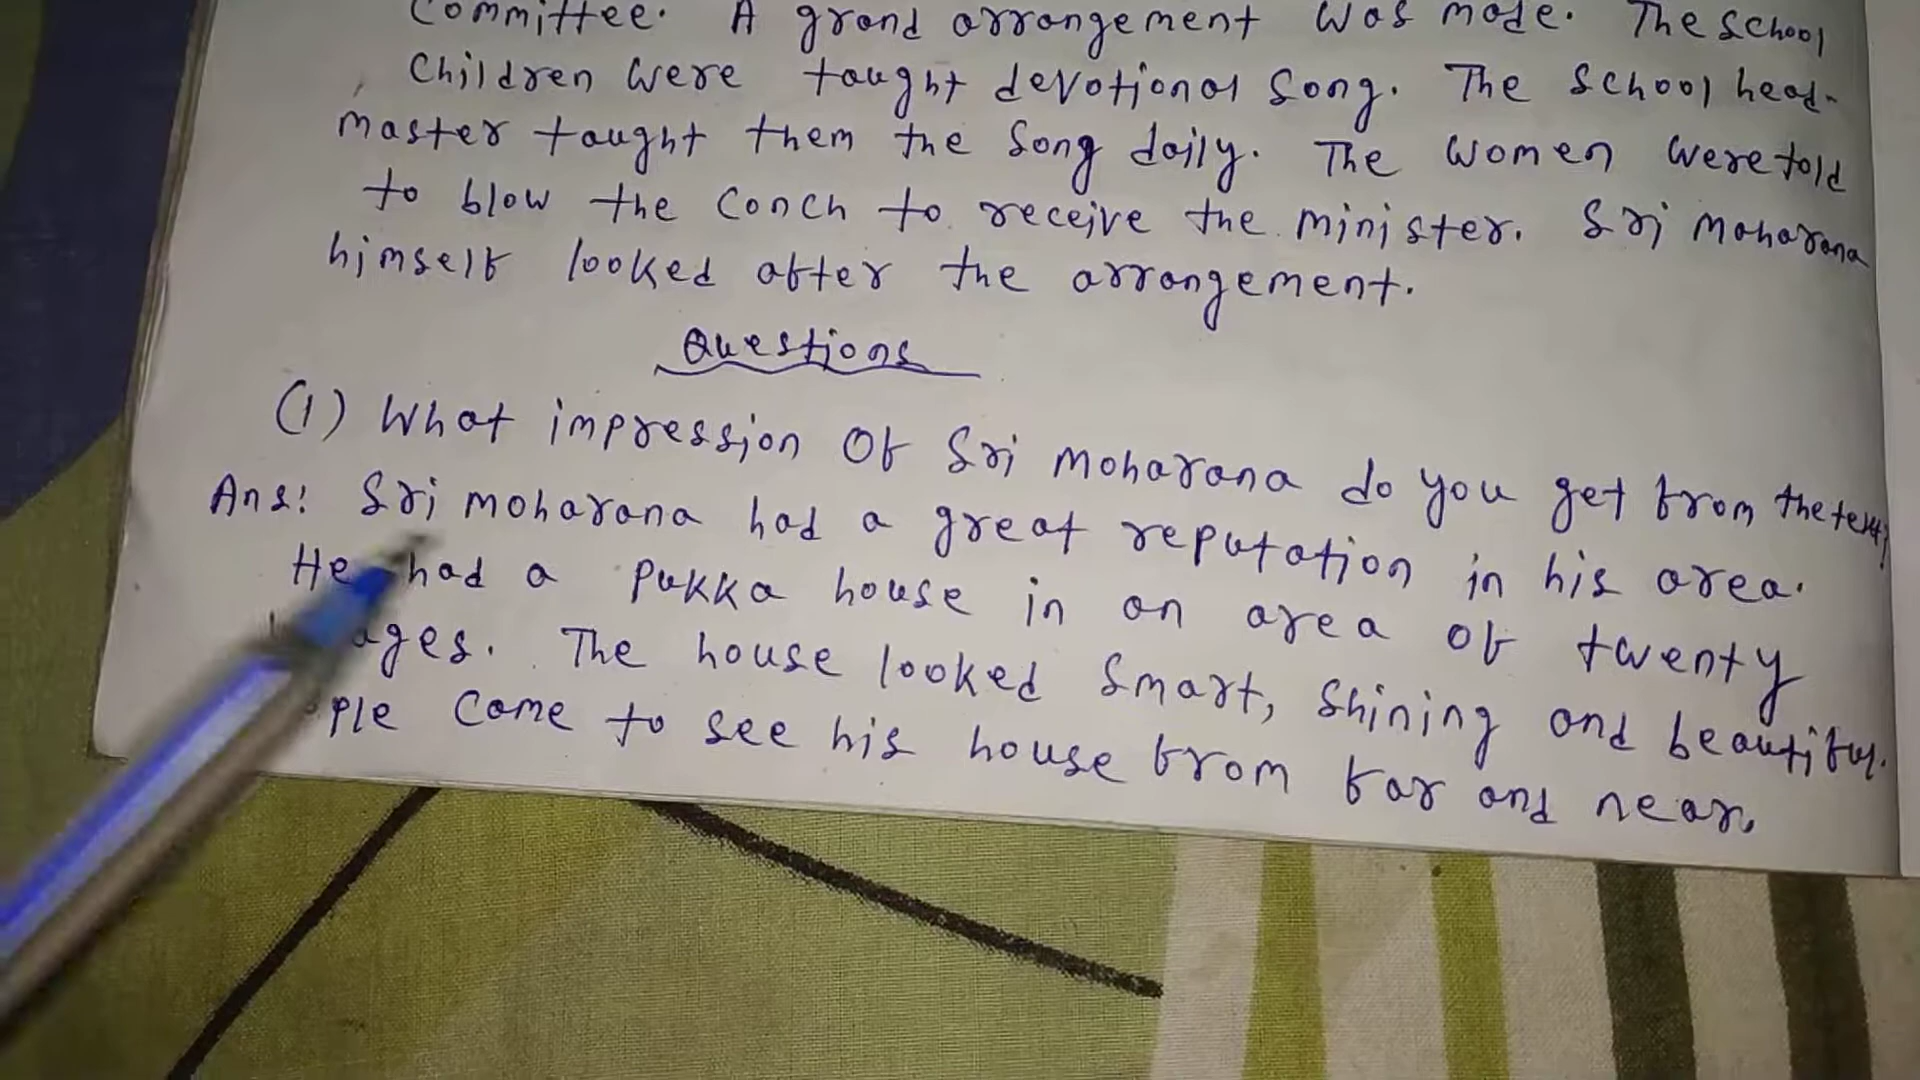 Committee. A grand arrangement was made. The school
Children were taught devotional song. The school head-
master taught them the song daily. The women were told
to blow the conch to receive the minister. Sri Moharana
himself looked after the arrangement.
Questions
(1) What impression of Sri Moharana do you get from the text?
Ans: Sri moharana had a great reputation in his area.
He had a pukka house in an area of twenty
The house looked smart, shining and beautiful.
come to see his house from far and near.